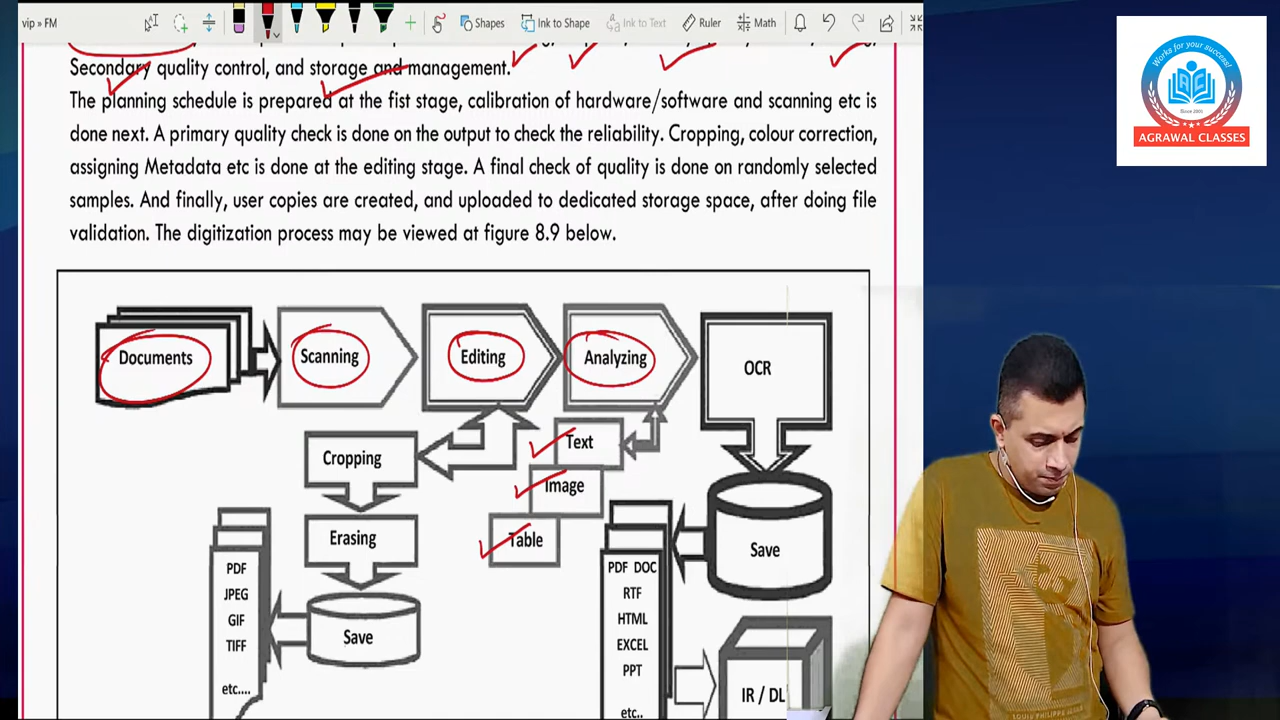 vip » FM
Shapes
Ink to Shape
Ink to Text
Ruler
Math
Secondary quality control, and storage and management.
The planning schedule is prepared at the fist stage, calibration of hardware/software and scanning etc is
done next. A primary quality check is done on the output to check the reliability. Cropping, colour correction,
assigning Metadata etc is done at the editing stage. A final check of quality is done on randomly selected
samples. And finally, user copies are created, and uploaded to dedicated storage space, after doing file
validation. The digitization process may be viewed at figure 8.9 below.
Documents
Scanning
Editing
Analyzing
OCR
Cropping
Text
Image
Table
Erasing
Save
PDF
JPEG
GIF
TIFF
etc....
Save
PDF DOC
RTF
HTML
EXCEL
PPT
etc..
IR / DL
Works for your success!
AC
Since 2001
AGRAWAL CLASSES